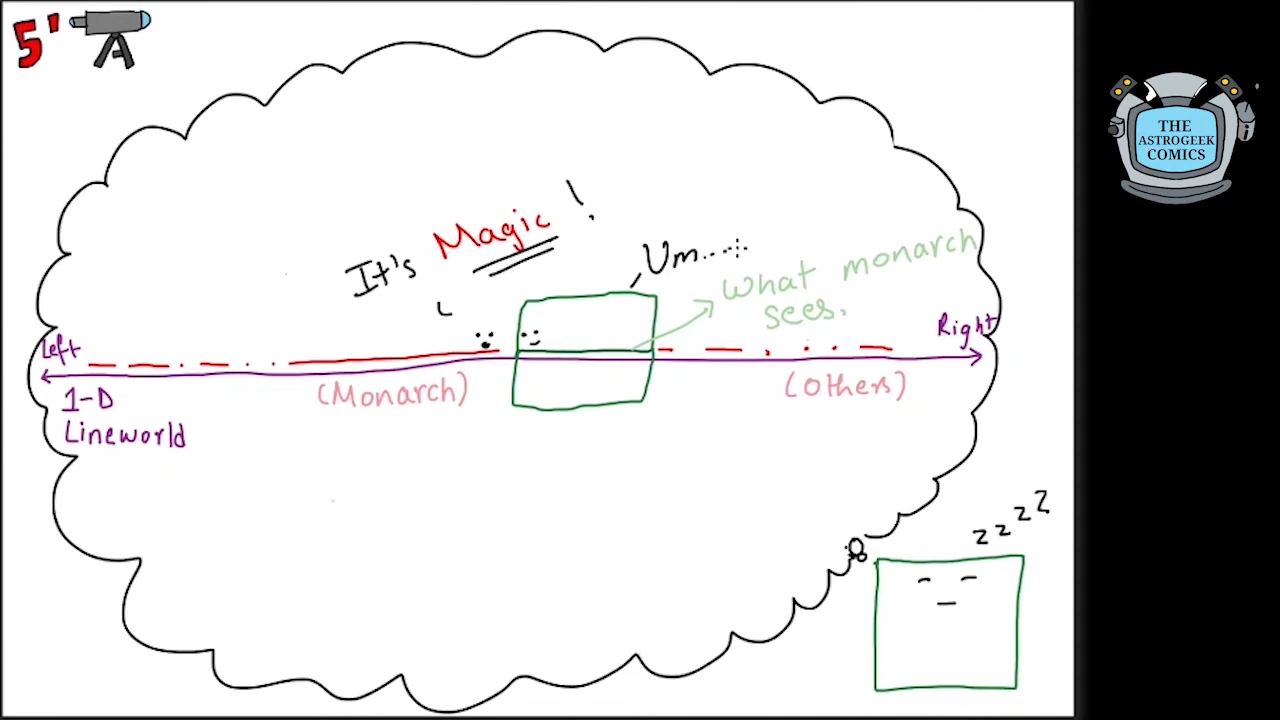 5'
THE
ASTROGEEK
COMICS
It's Magic !
Um....
What monarch
sees.
Left
Right
1-D
Lineworld
(Monarch)
(Others)
zzzz